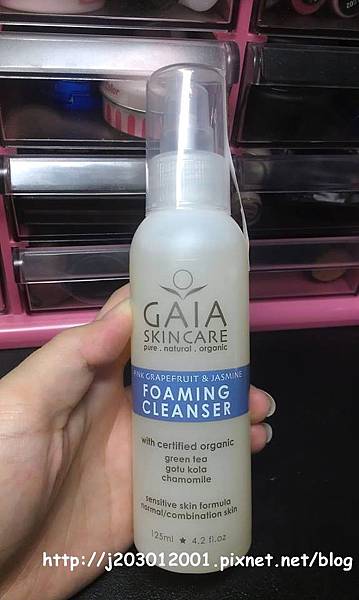 GAIA
SKINCARE
pure . natural . organic
PINK GRAPEFRUIT & JASMINE
FOAMING
CLEANSER
with certified organic
green tea
gotu kola
chamomile
sensitive skin formula
normal/combination skin
125ml ★ 4.2 fl.oz
http://j203012001.pixnet.net/blog